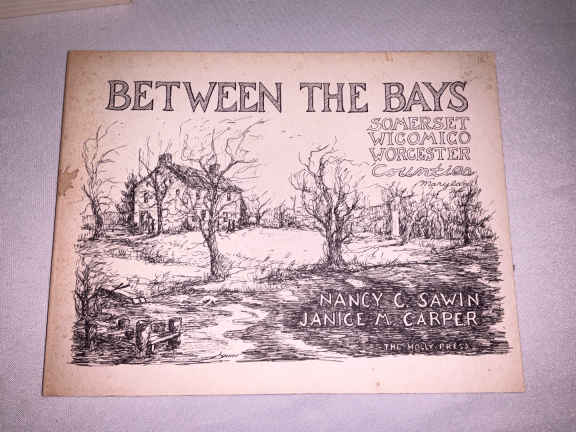 BETWEEN THE BAYS
SOMERSET
WICOMICO
WORCESTER
Counties
Maryland
NANCY C. SAWIN
JANICE M. CARPER
THE HOLLY PRESS